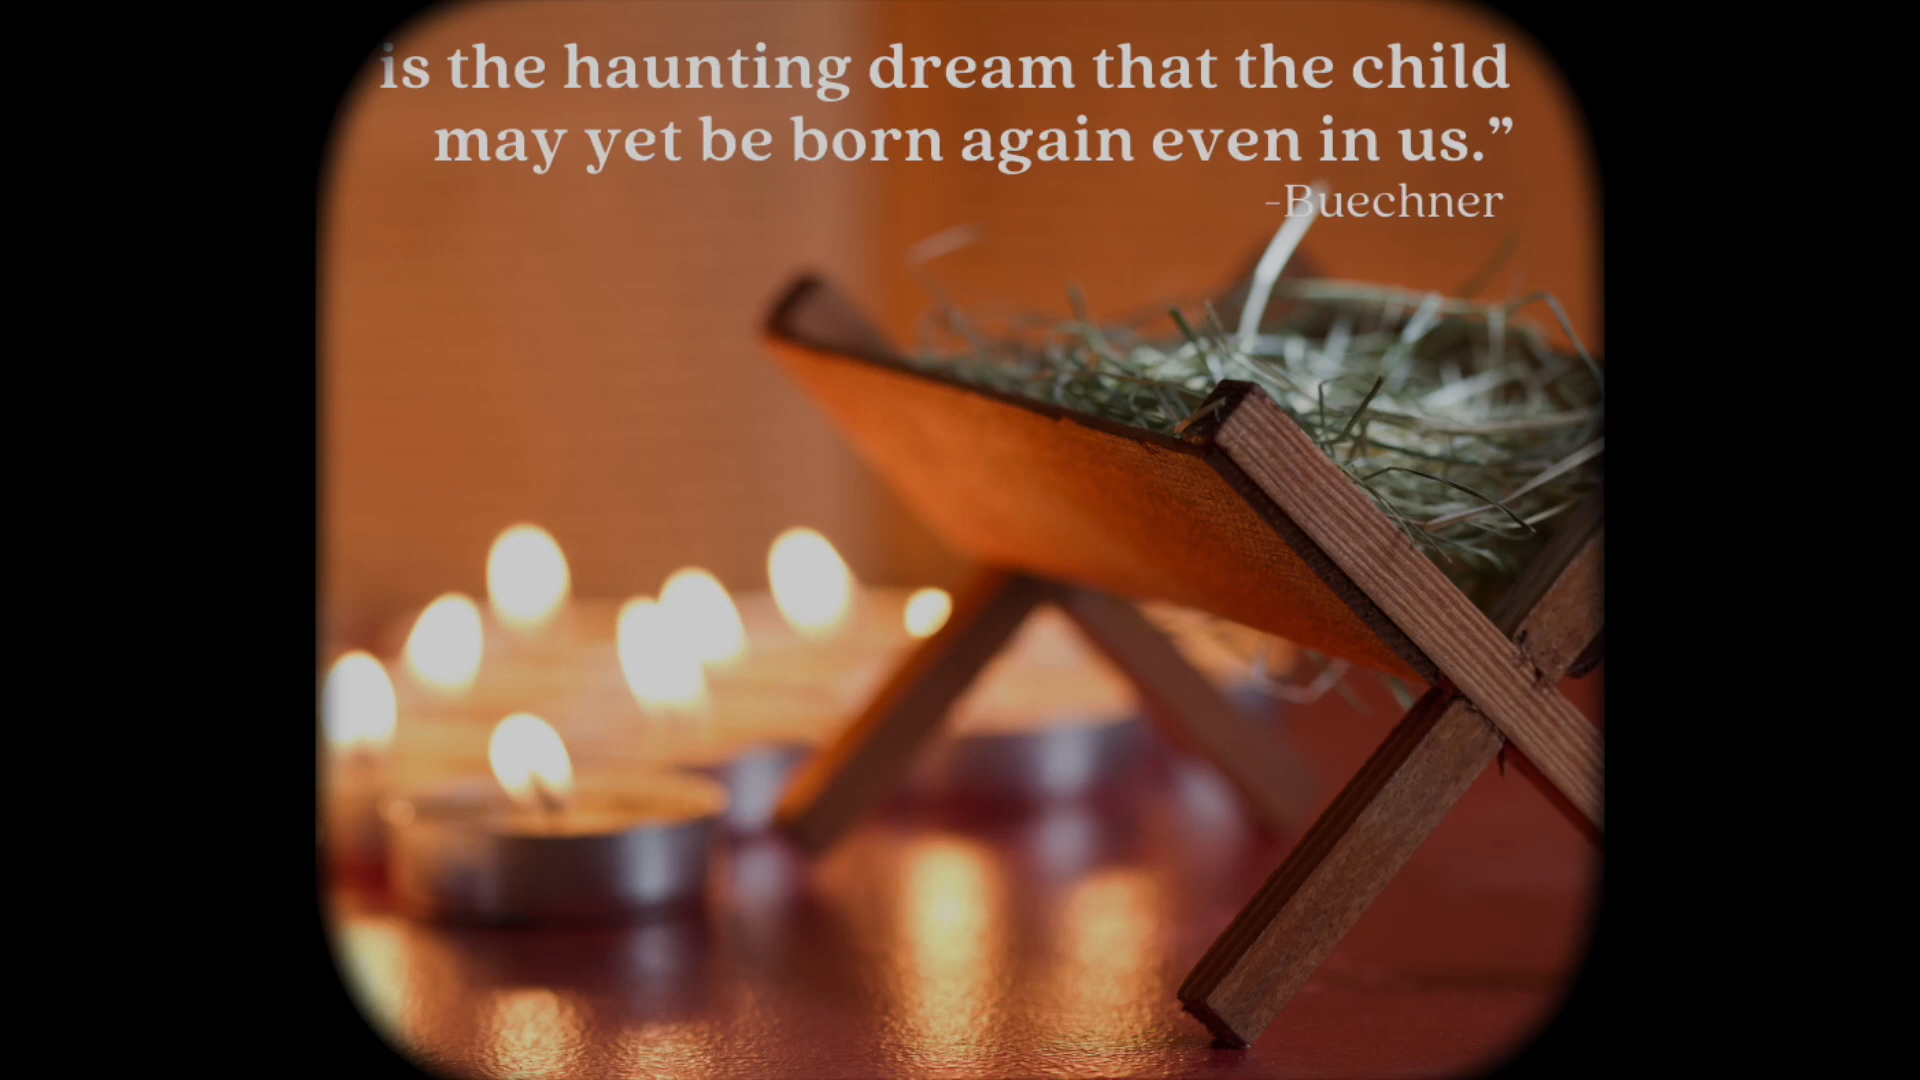 is the haunting dream that the child
may yet be born again even in us.”
-Buechner